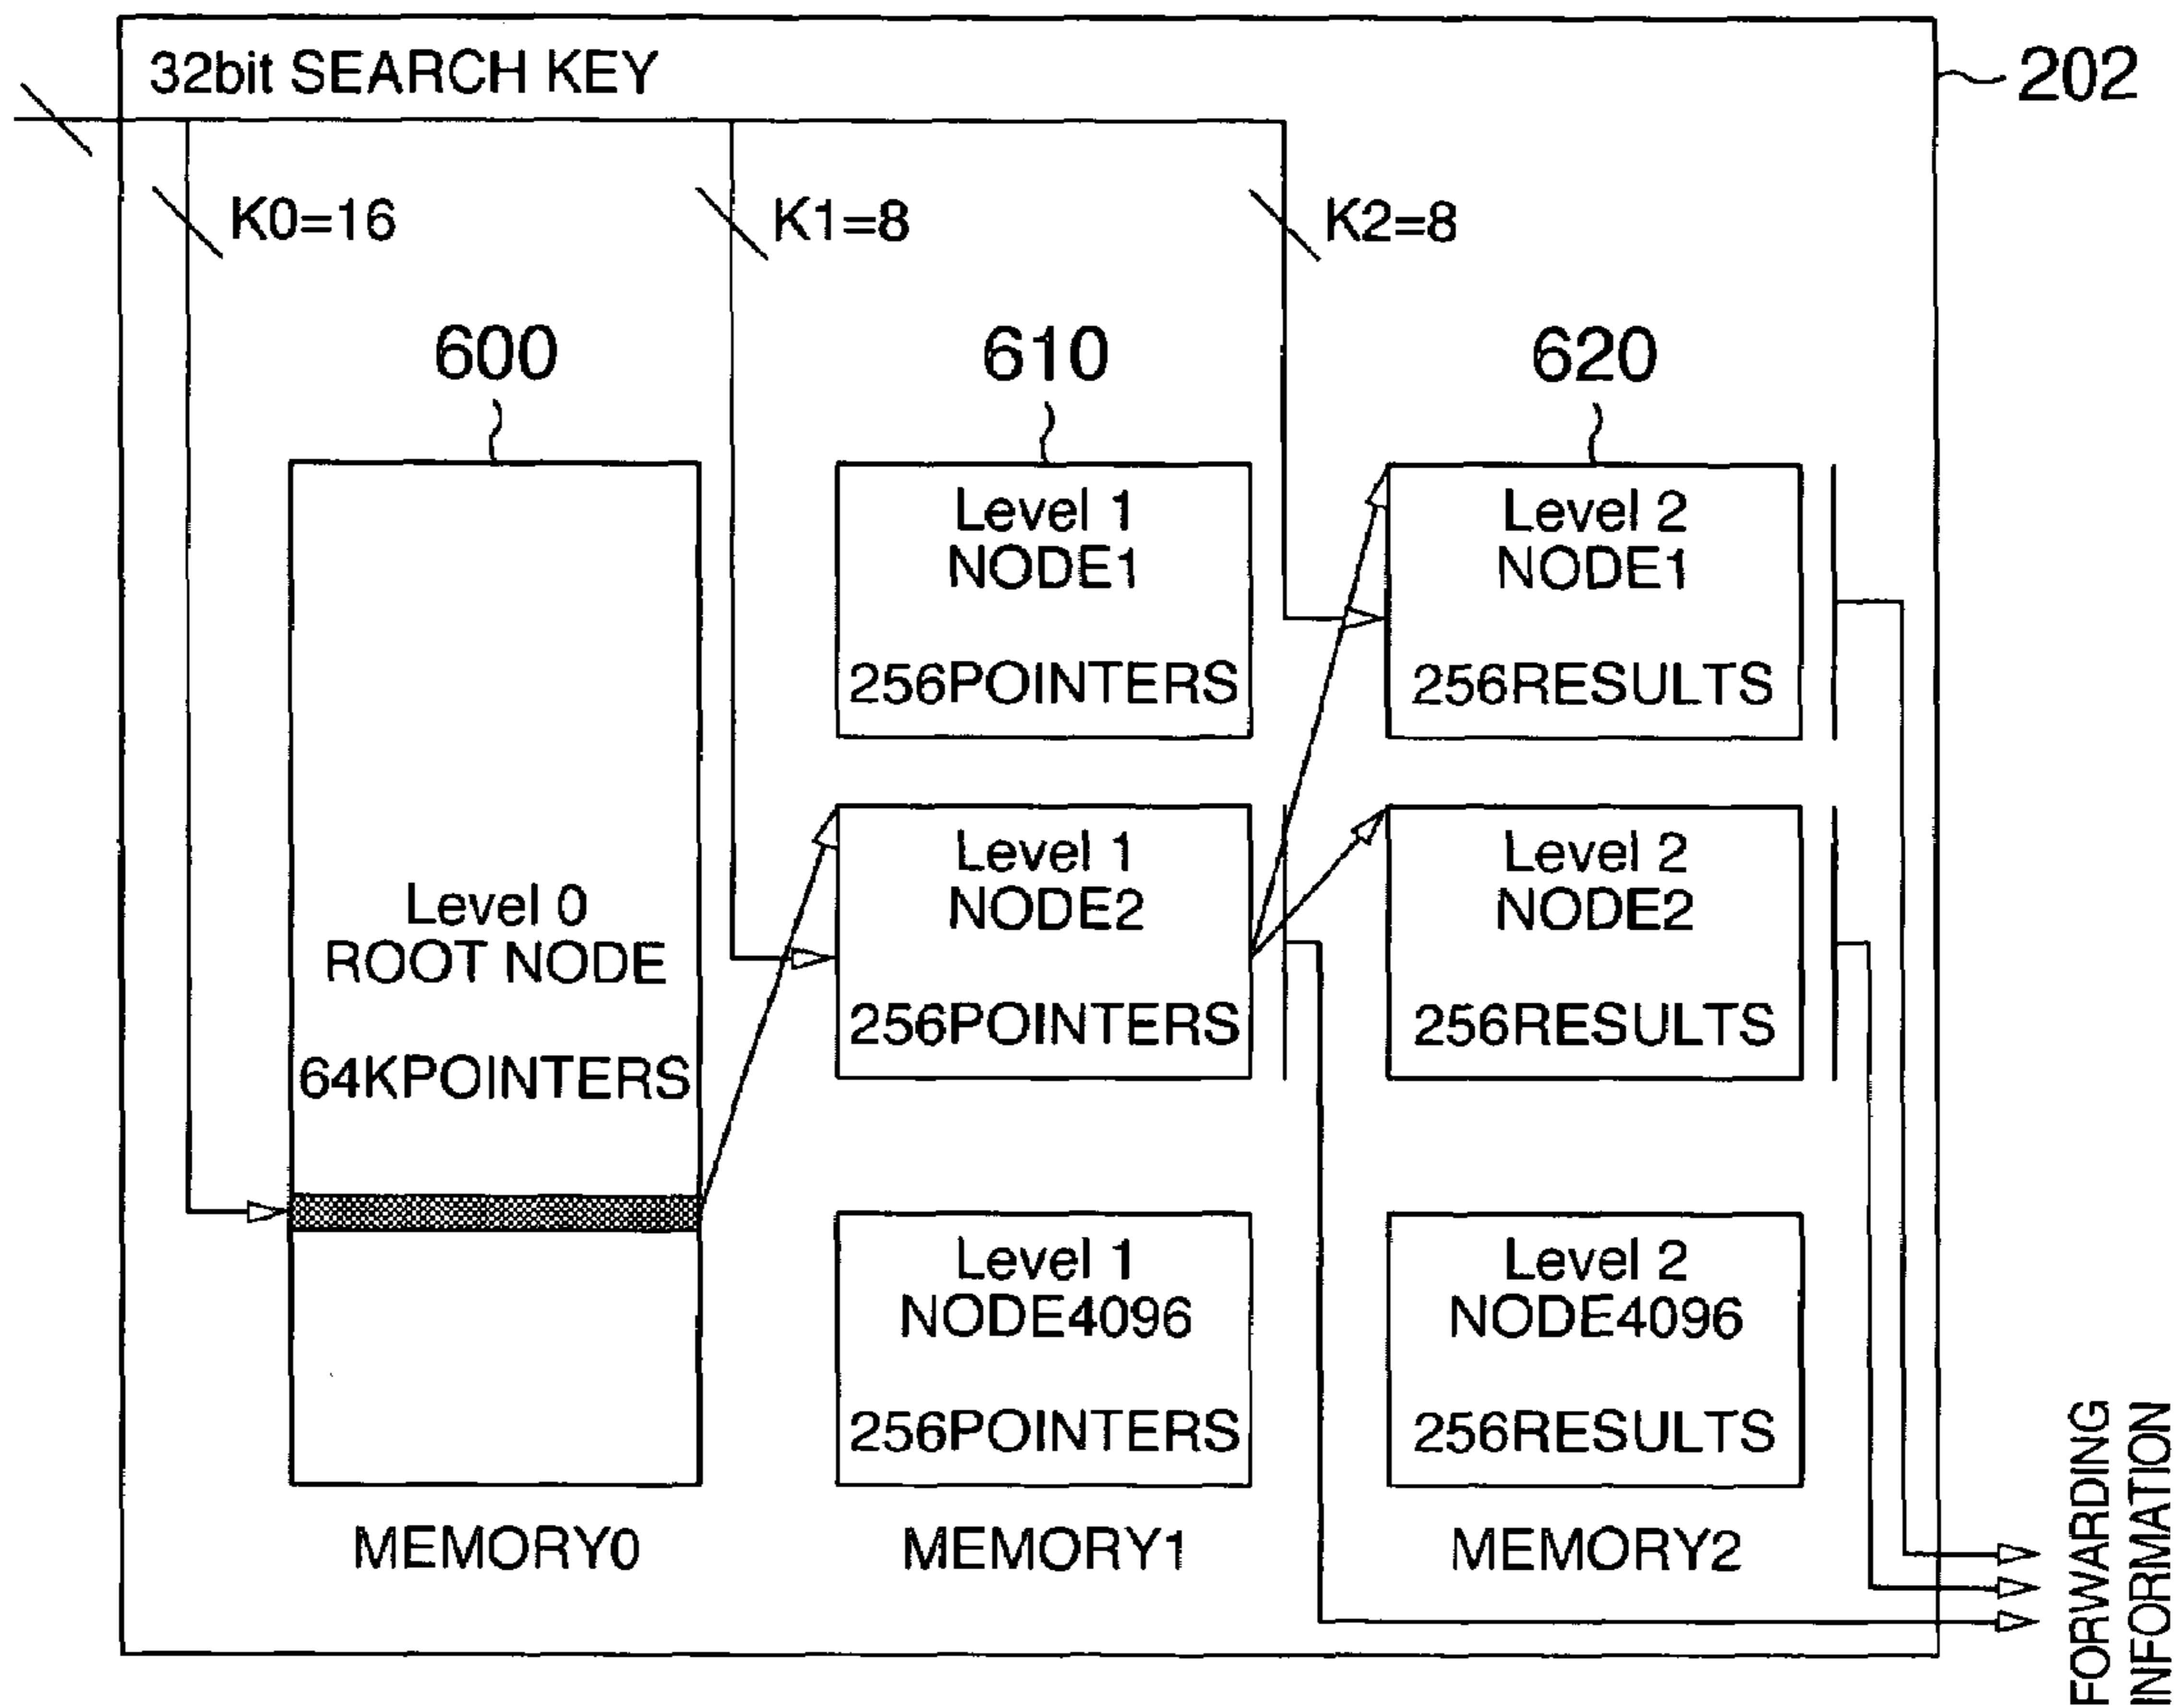 32bit SEARCH KEY
202
K0=16
K1=8
K2=8
600
610
620
Level 0
ROOT NODE
64KPOINTERS
MEMORY0
Level 1
NODE1
256POINTERS
Level 1
NODE2
256POINTERS
Level 1
NODE4096
256POINTERS
MEMORY1
Level 2
NODE1
256RESULTS
Level 2
NODE2
256RESULTS
Level 2
NODE4096
256RESULTS
MEMORY2
FORWARDING
INFORMATION